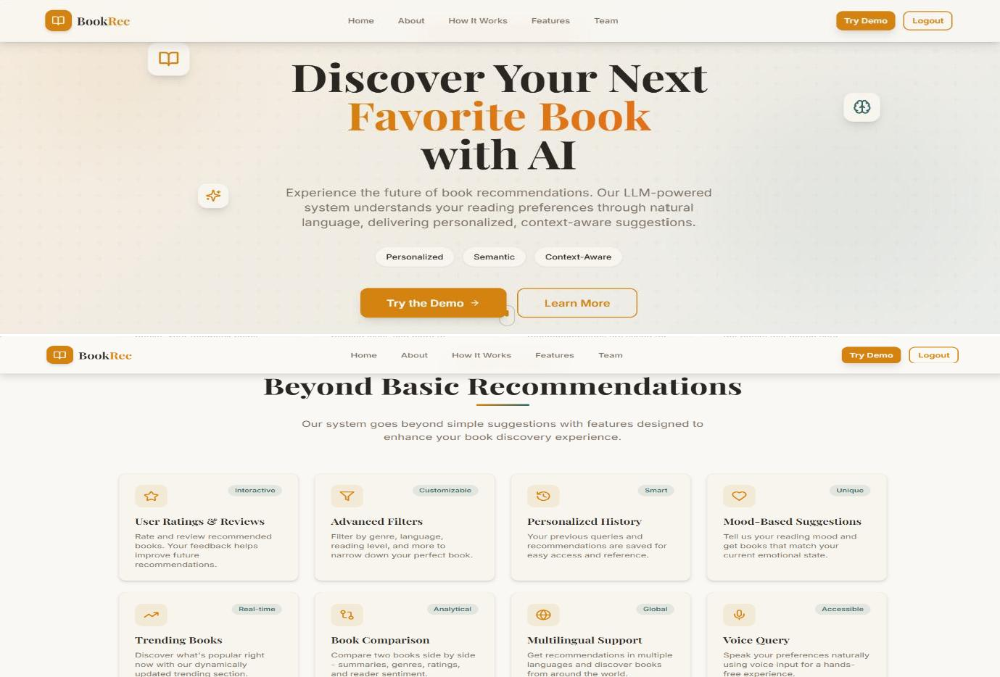 BookRec
Home About How It Works Features Team
Try Demo Logout
Discover Your Next
Favorite Book
with AI
Experience the future of book recommendations. Our LLM-powered
system understands your reading preferences through natural
language, delivering personalized, context-aware suggestions.
Personalized Semantic Context-Aware
Try the Demo → Learn More
BookRec
Home About How It Works Features Team
Try Demo Logout
Beyond Basic Recommendations
Our system goes beyond simple suggestions with features designed to
enhance your book discovery experience.
Interactive
User Ratings & Reviews
Rate and review recommended
books. Your feedback helps
improve future
recommendations.
Customizable
Advanced Filters
Filter by genre, language,
reading level, and more to
narrow down your perfect book.
Smart
Personalized History
Your previous queries and
recommendations are saved for
easy access and reference.
Unique
Mood-Based Suggestions
Tell us your reading mood and
get books that match your
current emotional state.
Real-time
Trending Books
Discover what's popular right
now with our dynamically
updated trending section.
Analytical
Book Comparison
Compare two books side by side
- summaries, genres, ratings,
and reader sentiment.
Global
Multilingual Support
Get recommendations in multiple
languages and discover books
from around the world.
Accessible
Voice Query
Speak your preferences naturally
using voice input for a hands-
free experience.